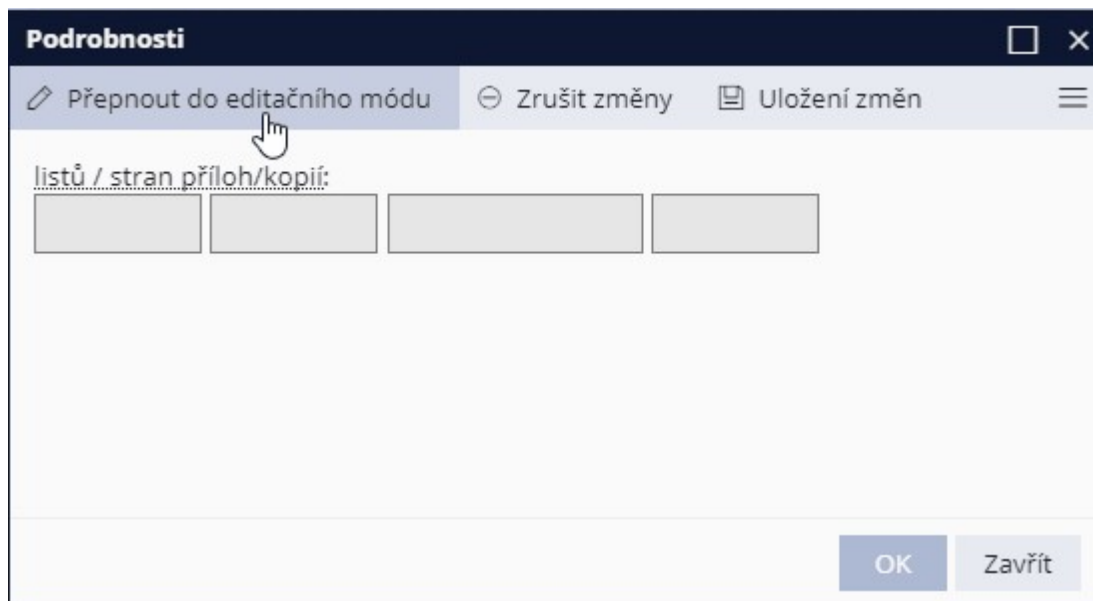 Podrobnosti
Přepnout do editačního módu Zrušit změny Uložení změn
listů / stran příloh/kopií:
OK Zavřít